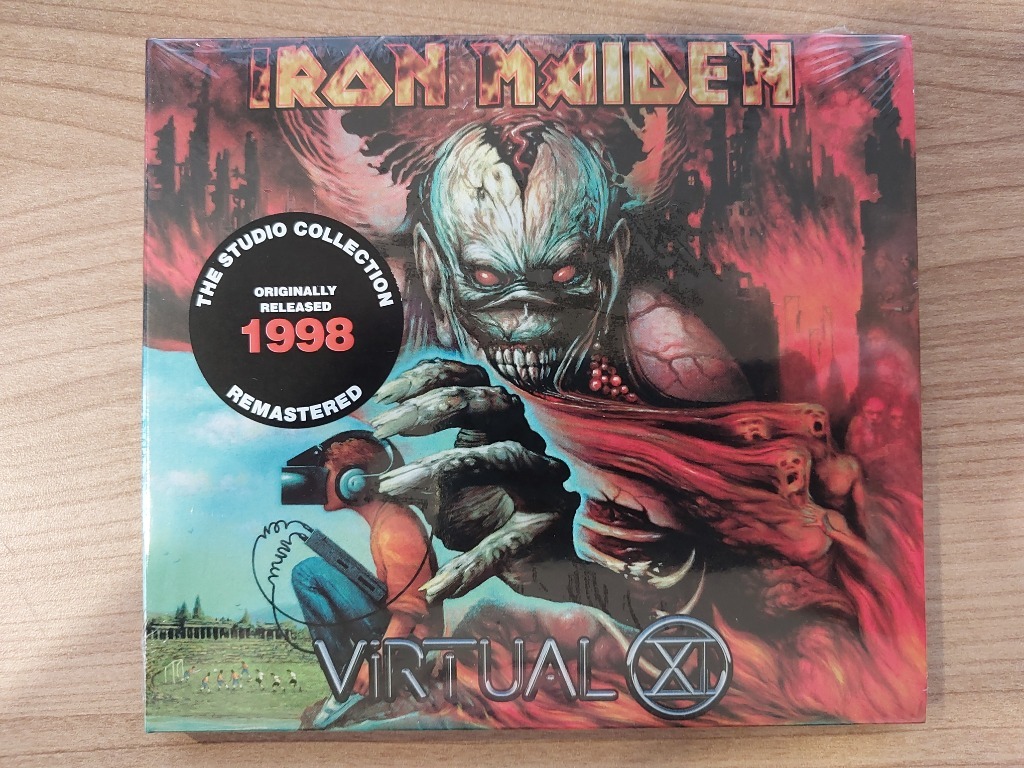 IRON MAIDEN
THE STUDIO COLLECTION
ORIGINALLY
RELEASED
1998
REMASTERED
VIRTUAL XI